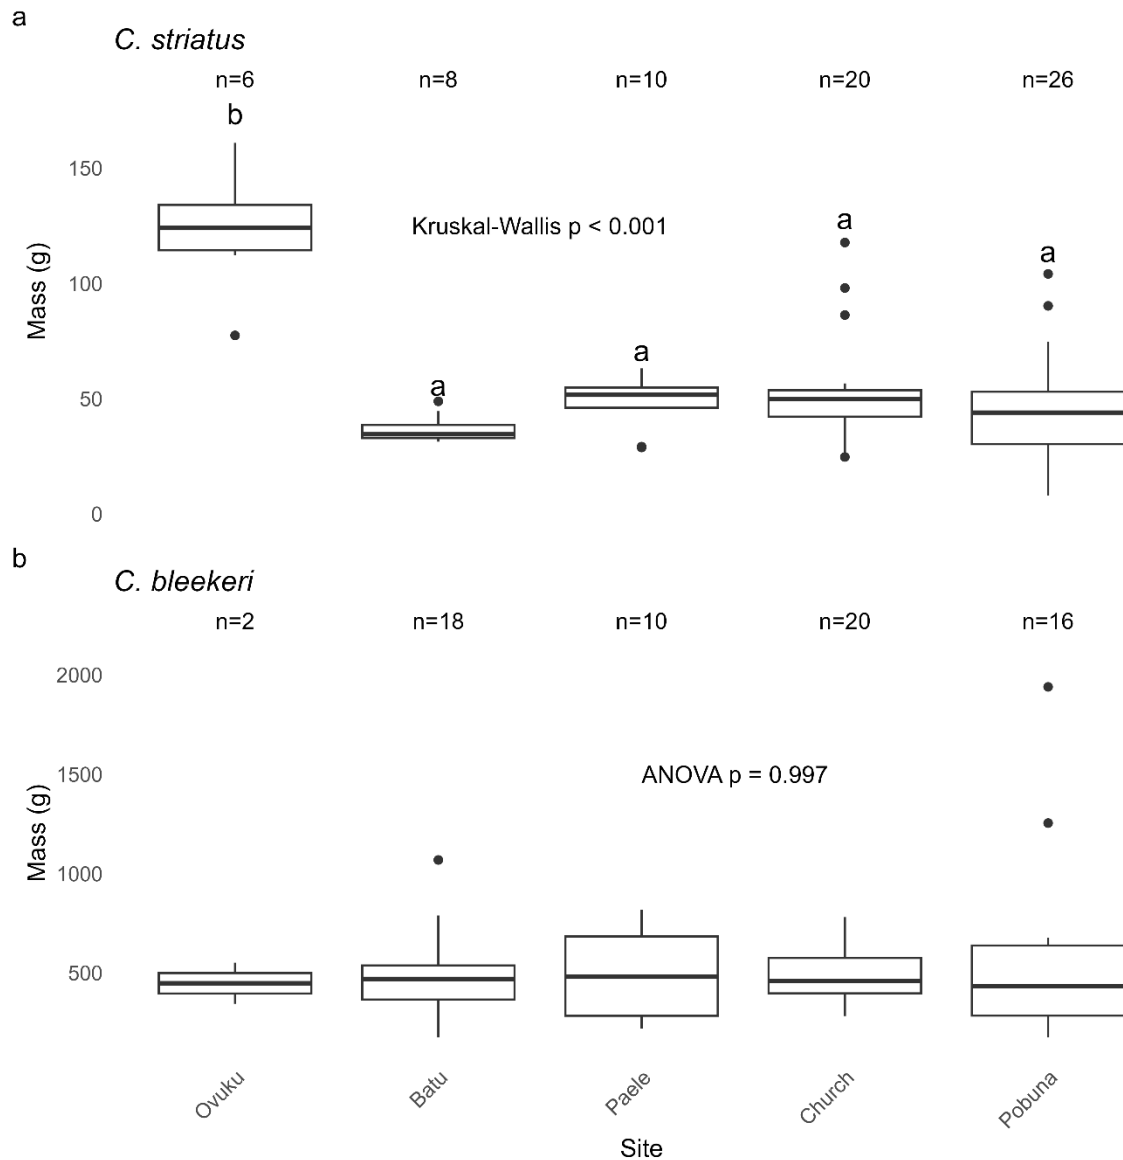 a
C. striatus
n=6 n=8 n=10 n=20 n=26
b
150
a
Kruskal-Wallis p < 0.001
a
100
Mass (g)
a
a
50
0
b
C. bleekeri
n=2 n=18 n=10 n=20 n=16
2000
1500
ANOVA p = 0.997
Mass (g)
1000
500
Ovuku Batu Paele Church Pobuna
Site